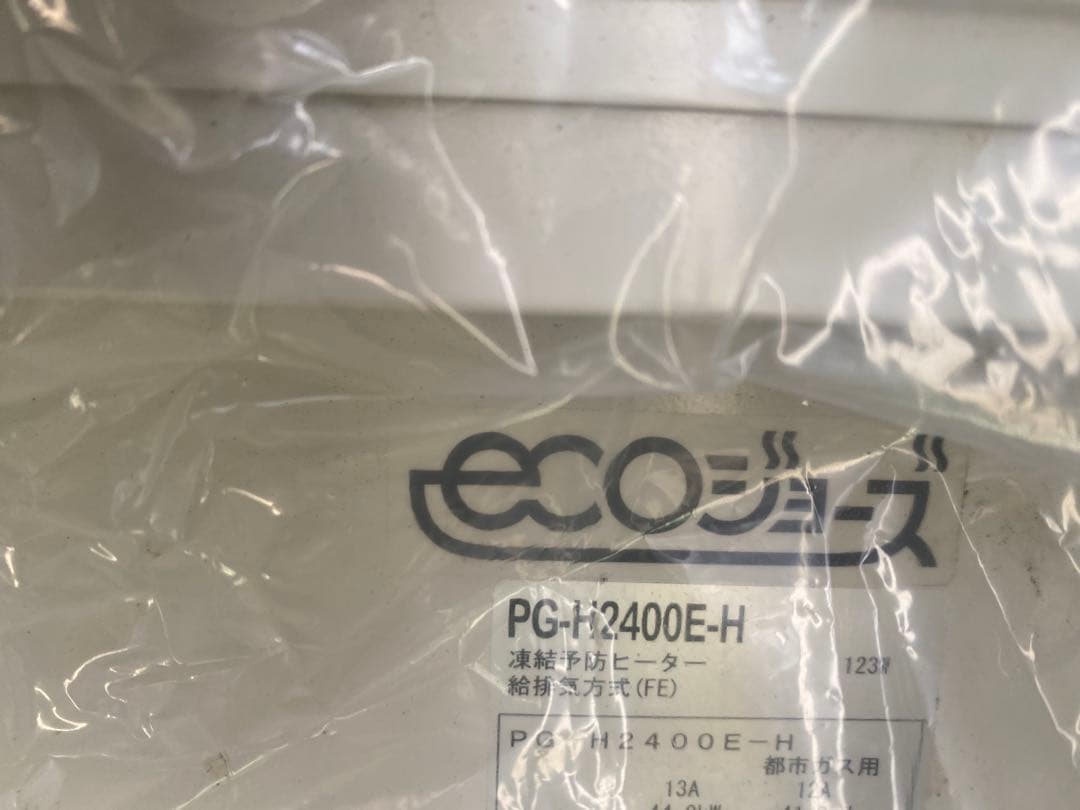 ecoジョーズ
PG-H2400E-H
凍結予防ヒーター 123W
給排気方式(FE)
PG-H2400E-H
都市ガス用
13A 12A